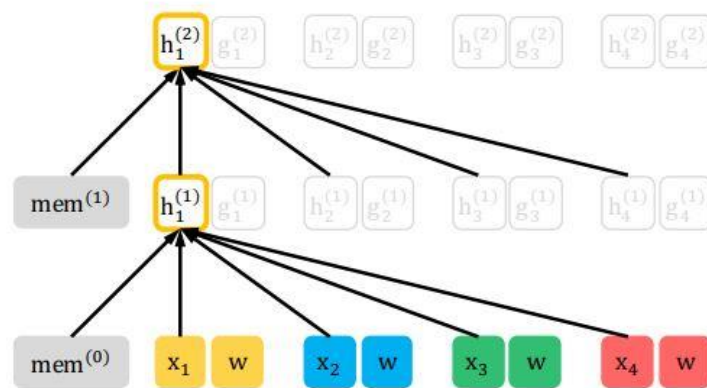 h₁⁽²⁾ g₁⁽²⁾ h₂⁽²⁾ g₂⁽²⁾ h₃⁽²⁾ g₃⁽²⁾ h₄⁽²⁾ g₄⁽²⁾
mem⁽¹⁾ h₁⁽¹⁾ g₁⁽¹⁾ h₂⁽¹⁾ g₂⁽¹⁾ h₃⁽¹⁾ g₃⁽¹⁾ h₄⁽¹⁾ g₄⁽¹⁾
mem⁽⁰⁾ x₁ w x₂ w x₃ w x₄ w